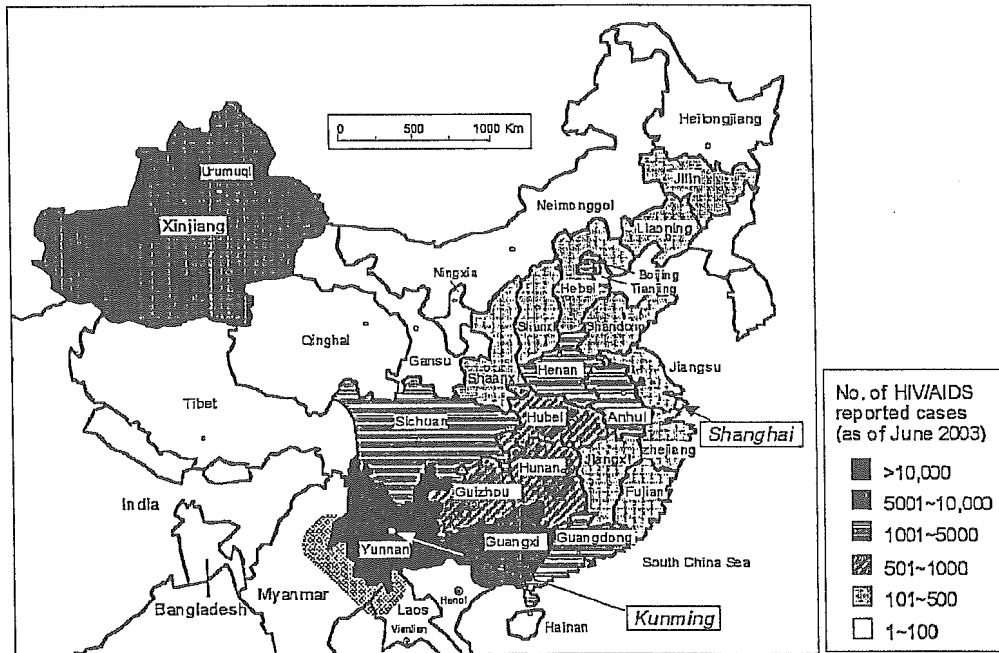 Heilongjiang
0 500 1000 Km
Jilin
Urumuqi
Neimonggol
Liaoning
Xinjiang
Ningxia
Beijing
Hebei
Tianjing
Shanxi
Shandong
Qinghai
Gansu
Jiangsu
Henan
Shaanxi
Tibet
Sichuan
Hubei
Anhui
Shanghai
zhejiang
Jiangxi
Hunan
Guizhou
Fujian
India
Yunnan
Guangxi
Guangdong
South China Sea
Myanmar
Bangladesh
Laos
Hanoi
Kunming
Hainan
No. of HIV/AIDS
reported cases
(as of June 2003)
>10,000
5001~10,000
1001~5000
501~1000
101~500
1~100